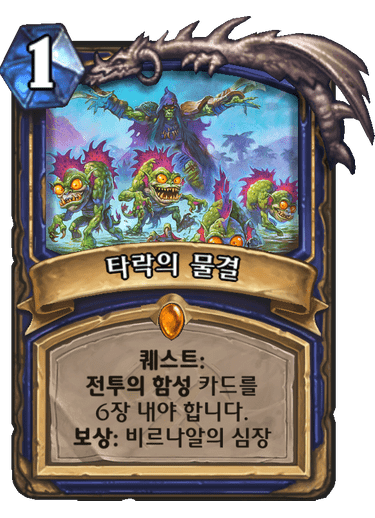 1
타락의 물결
퀘스트:
전투의 함성 카드를
6장 내야 합니다.
보상: 비르나알의 심장